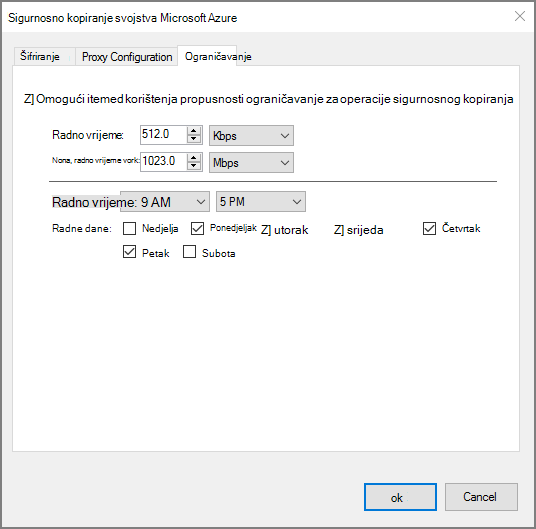 Sigurnosno kopiranje svojstva Microsoft Azure
Šifriranje Proxy Configuration Ograničavanje
Z] Omogući itemed korištenja propusnosti ograničavanje za operacije sigurnosnog kopiranja
Radno vrijeme: 512.0 Kbps
Nona, radno vrijeme vork: 1023.0 Mbps
Radno vrijeme: 9 AM 5 PM
Radne dane: Nedjelja Ponedjeljak Z] utorak Z] srijeda Četvrtak
Petak Subota
ok Cancel